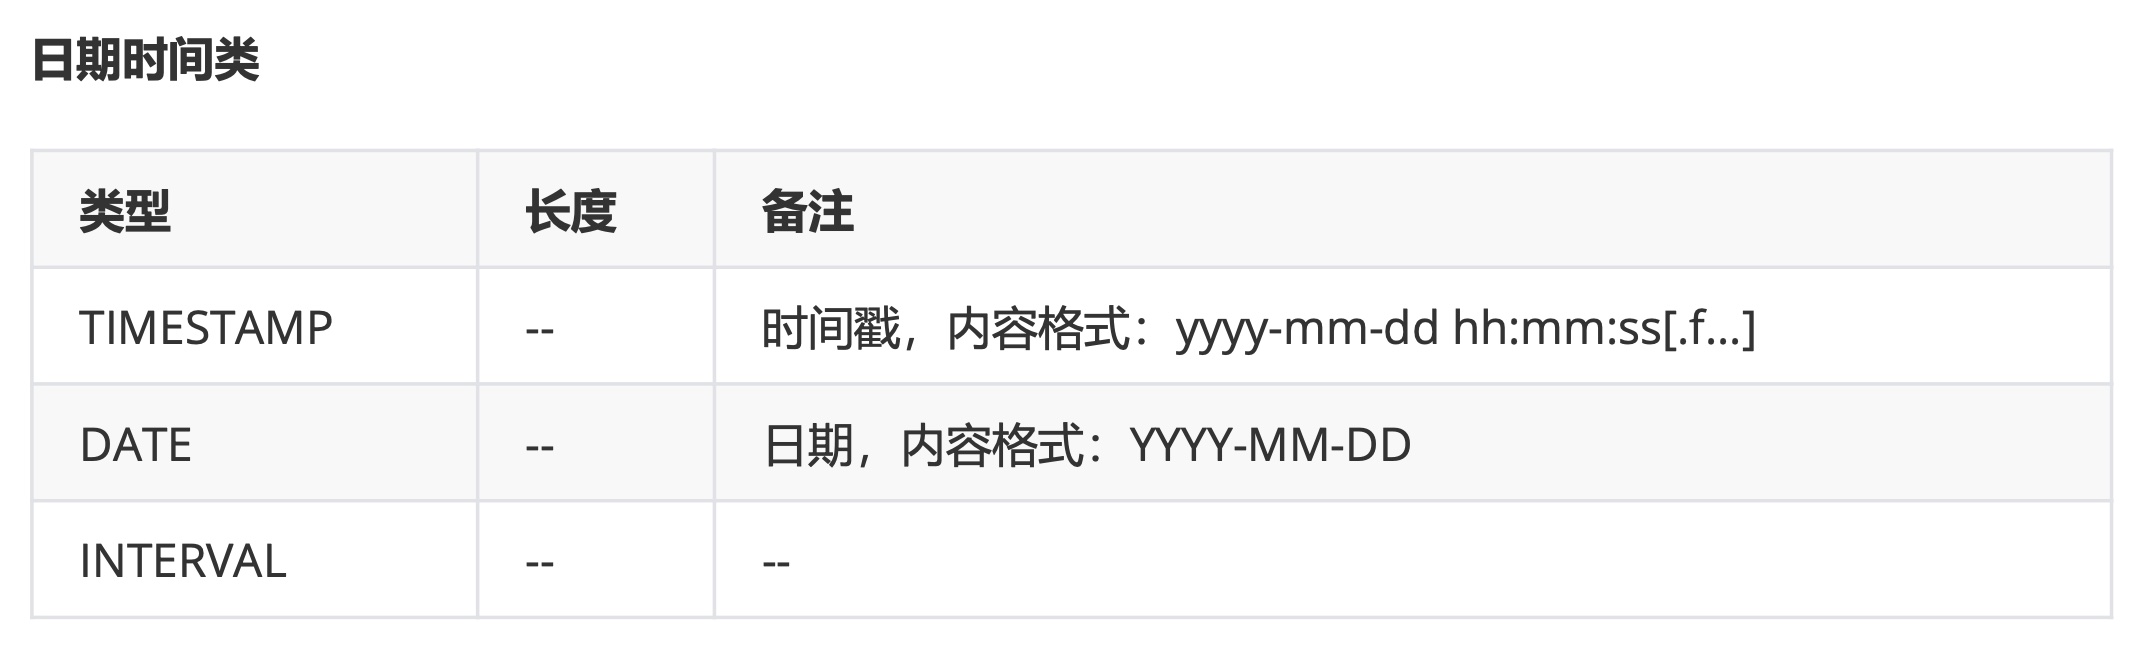 日期时间类
类型 长度 备注
TIMESTAMP -- 时间戳，内容格式：yyyy-mm-dd hh:mm:ss[.f...]
DATE -- 日期，内容格式：YYYY-MM-DD
INTERVAL -- --